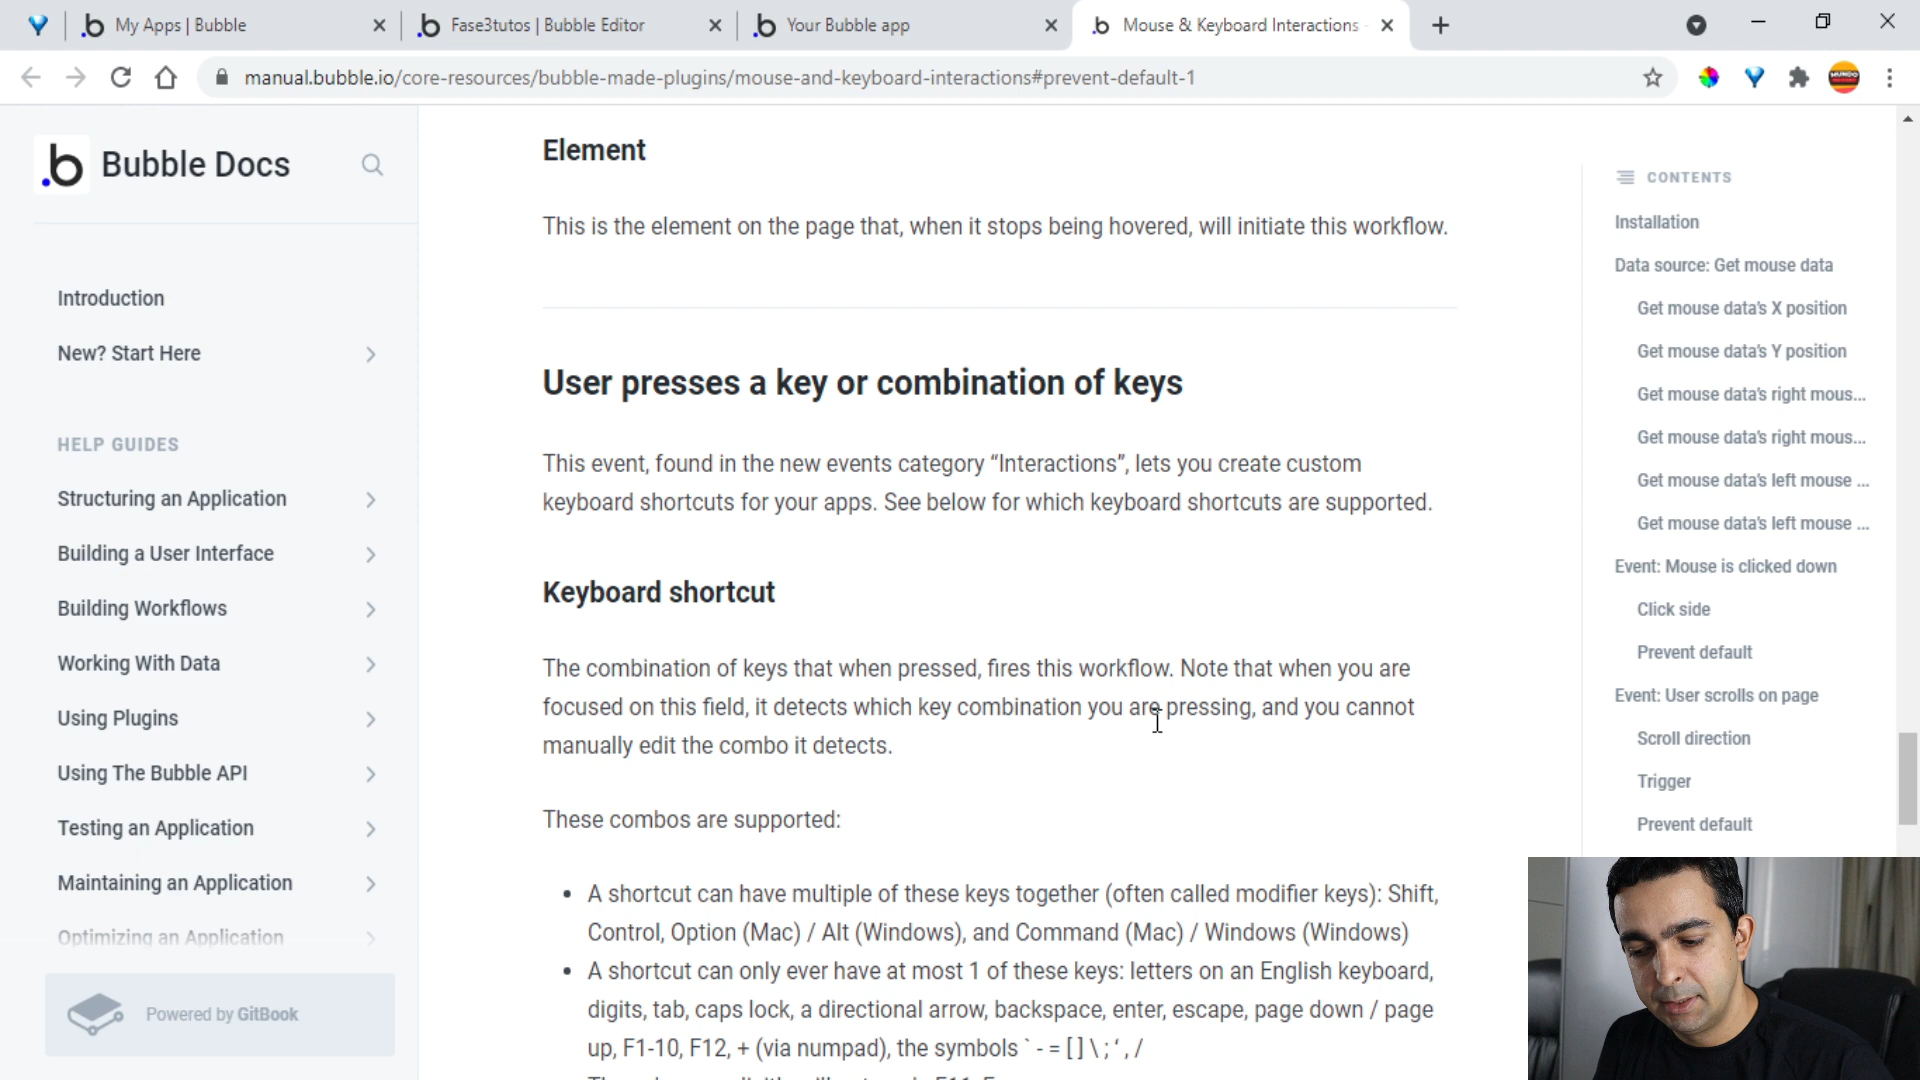 My Apps | Bubble
Fase3tutos | Bubble Editor
Your Bubble app
Mouse & Keyboard Interactions -
manual.bubble.io/core-resources/bubble-made-plugins/mouse-and-keyboard-interactions#prevent-default-1
.b Bubble Docs
Introduction
New? Start Here
HELP GUIDES
Structuring an Application
Building a User Interface
Building Workflows
Working With Data
Using Plugins
Using The Bubble API
Testing an Application
Maintaining an Application
Optimizing an Application
Powered by GitBook
Element
This is the element on the page that, when it stops being hovered, will initiate this workflow.
User presses a key or combination of keys
This event, found in the new events category “Interactions”, lets you create custom
keyboard shortcuts for your apps. See below for which keyboard shortcuts are supported.
Keyboard shortcut
The combination of keys that when pressed, fires this workflow. Note that when you are
focused on this field, it detects which key combination you are pressing, and you cannot
manually edit the combo it detects.
These combos are supported:
• A shortcut can have multiple of these keys together (often called modifier keys): Shift,
Control, Option (Mac) / Alt (Windows), and Command (Mac) / Windows (Windows)
• A shortcut can only ever have at most 1 of these keys: letters on an English keyboard,
digits, tab, caps lock, a directional arrow, backspace, enter, escape, page down / page
up, F1-10, F12, + (via numpad), the symbols ` - = [ ] \ ; ‘ , /
CONTENTS
Installation
Data source: Get mouse data
Get mouse data's X position
Get mouse data's Y position
Get mouse data's right mous...
Get mouse data's right mous...
Get mouse data's left mouse ...
Get mouse data's left mouse ...
Event: Mouse is clicked down
Click side
Prevent default
Event: User scrolls on page
Scroll direction
Trigger
Prevent default